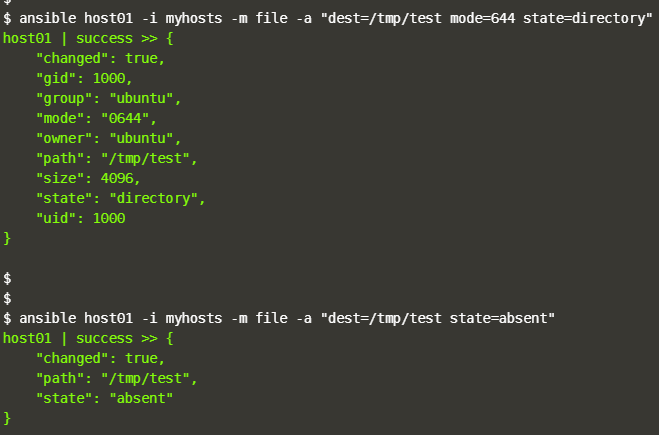 $
$ ansible host01 -i myhosts -m file -a "dest=/tmp/test mode=644 state=directory"
host01 | success >> {
    "changed": true,
    "gid": 1000,
    "group": "ubuntu",
    "mode": "0644",
    "owner": "ubuntu",
    "path": "/tmp/test",
    "size": 4096,
    "state": "directory",
    "uid": 1000
}
$
$
$ ansible host01 -i myhosts -m file -a "dest=/tmp/test state=absent"
host01 | success >> {
    "changed": true,
    "path": "/tmp/test",
    "state": "absent"
}